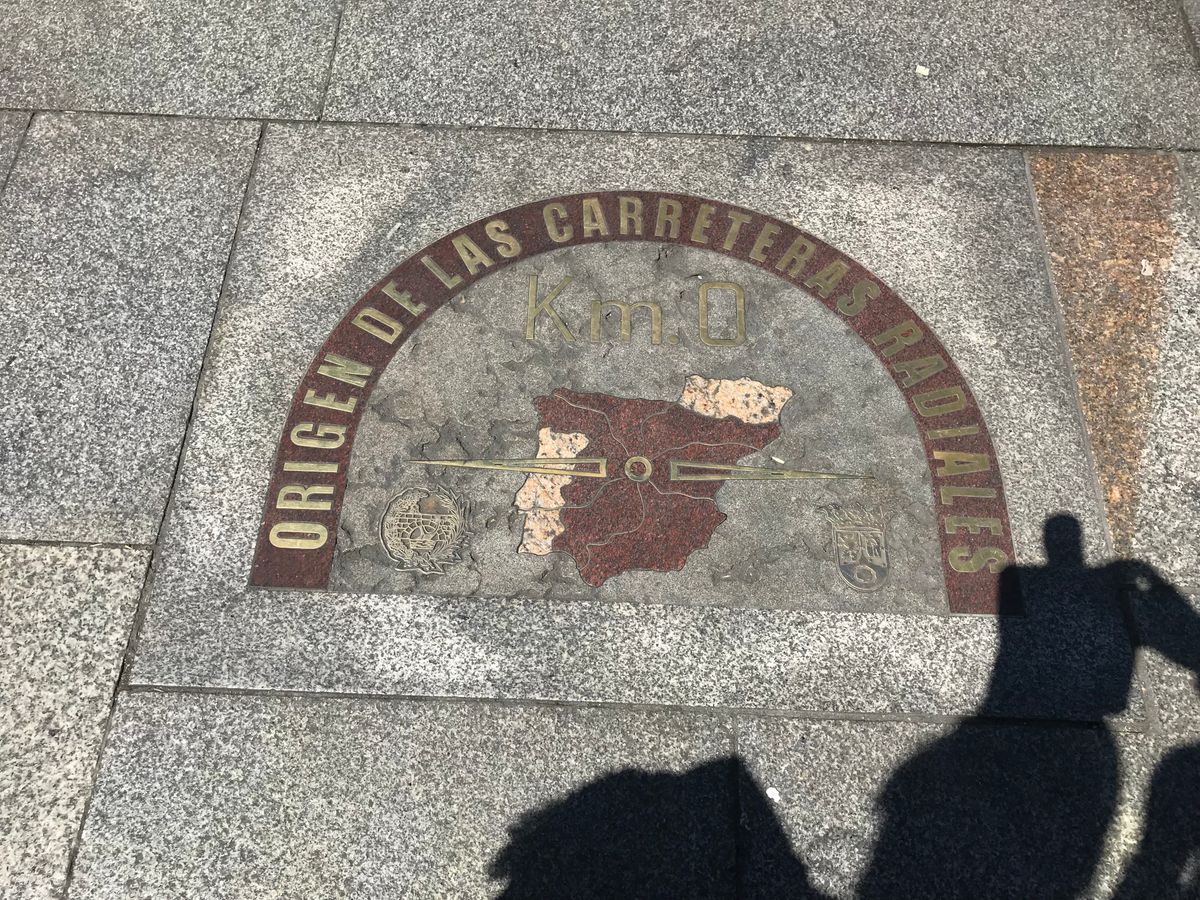 ORIGEN DE LAS CARRETERAS RADIALES
Km. 0